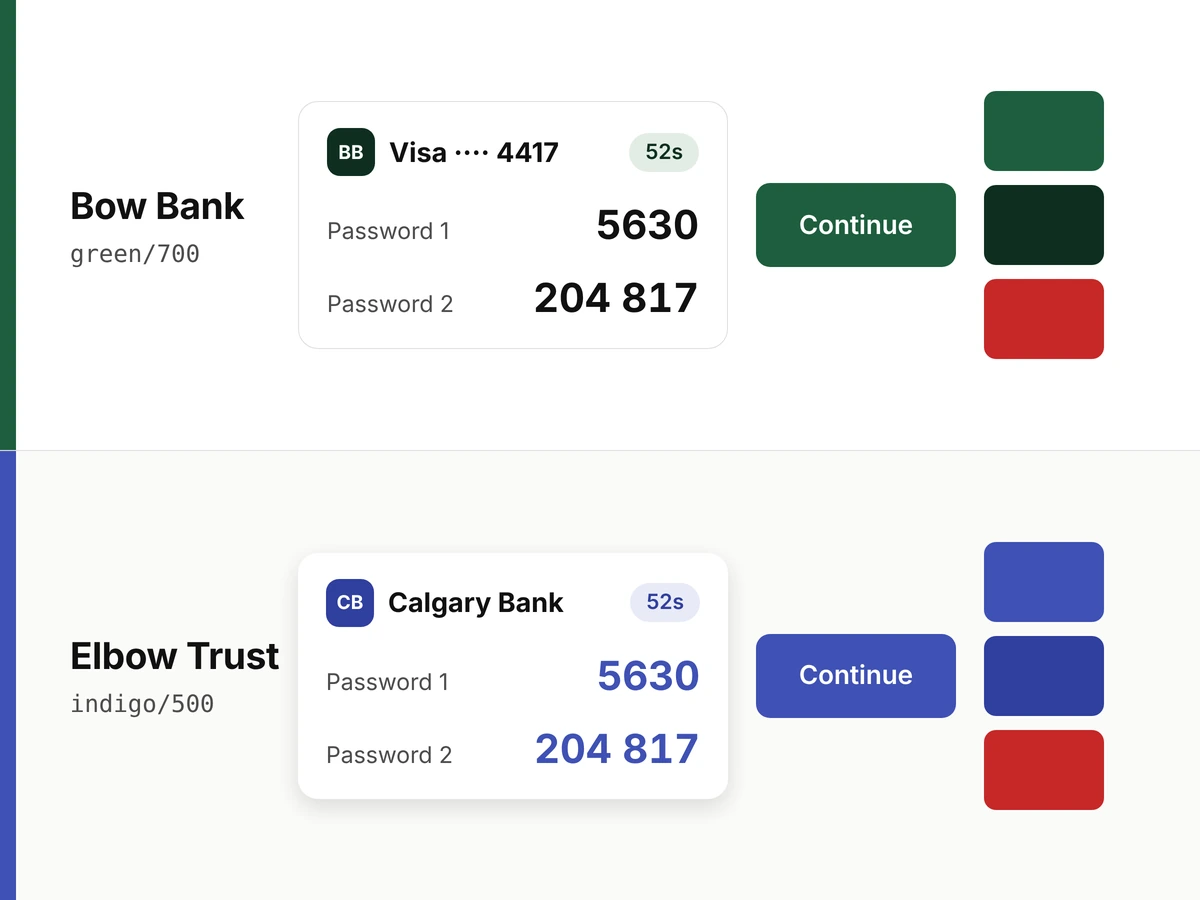 Bow Bank
green/700
BB Visa ···· 4417 52s
Password 1 5630
Password 2 204 817
Continue
Elbow Trust
indigo/500
CB Calgary Bank 52s
Password 1 5630
Password 2 204 817
Continue